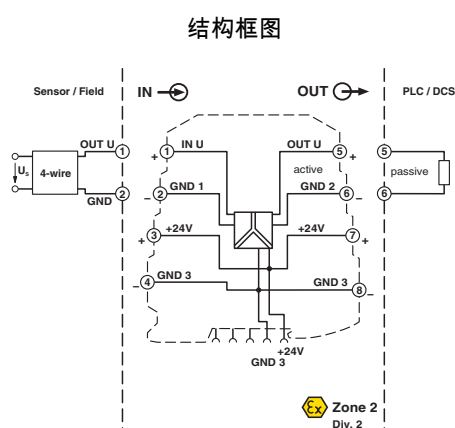 结构框图
Sensor / Field
IN
OUT
PLC / DCS
OUT U
1
+
1
IN U
OUT U
5
+
5
Us
4-wire
active
passive
GND
2
–
2
GND 1
GND 2
6
–
6
+
3
+24V
+24V
7
+
–
4
GND 3
GND 3
8
–
+24V
GND 3
Ex
Zone 2
Div. 2